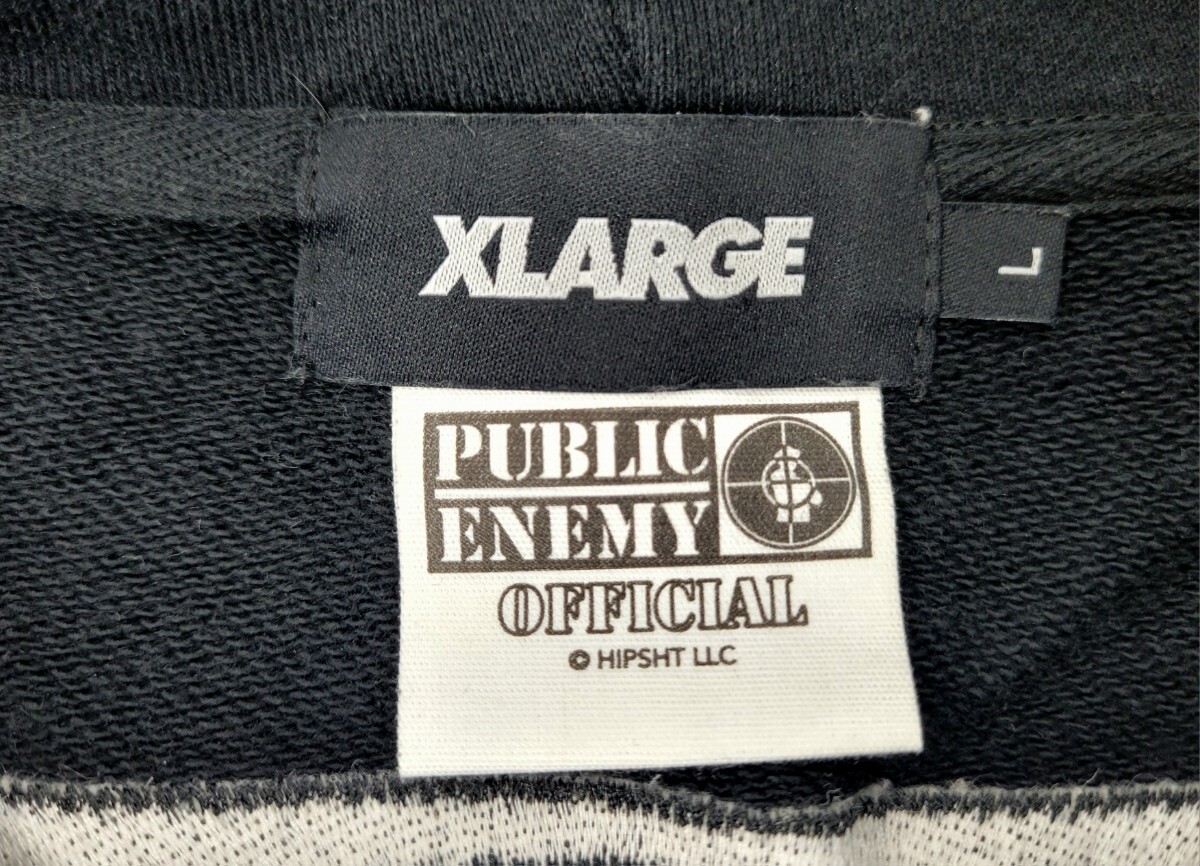 XLARGE
L
PUBLIC
ENEMY
OFFICIAL
© HIPSHT LLC